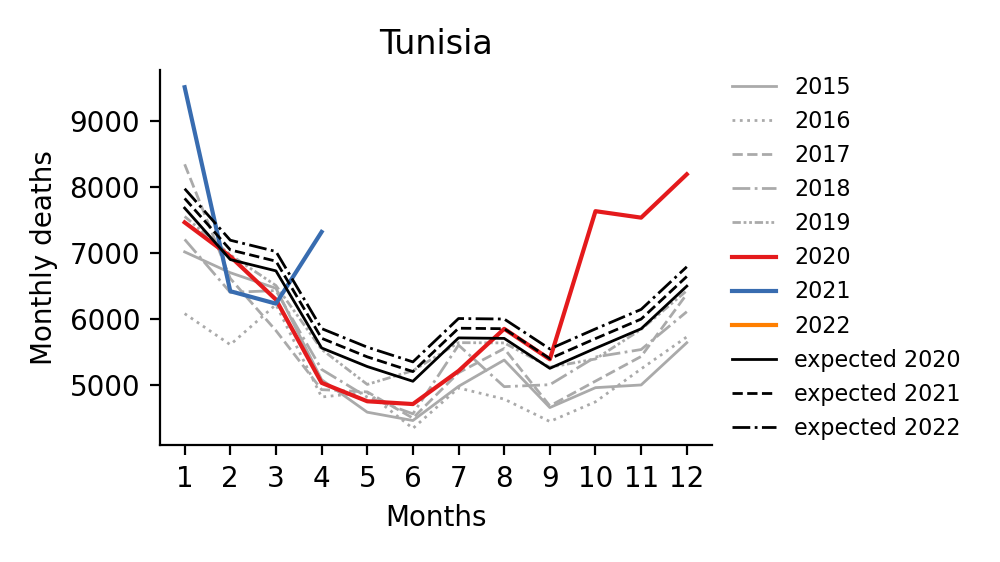 Tunisia
Monthly deaths
9000
8000
7000
6000
5000
1 2 3 4 5 6 7 8 9 10 11 12
Months
2015
2016
2017
2018
2019
2020
2021
2022
expected 2020
expected 2021
expected 2022